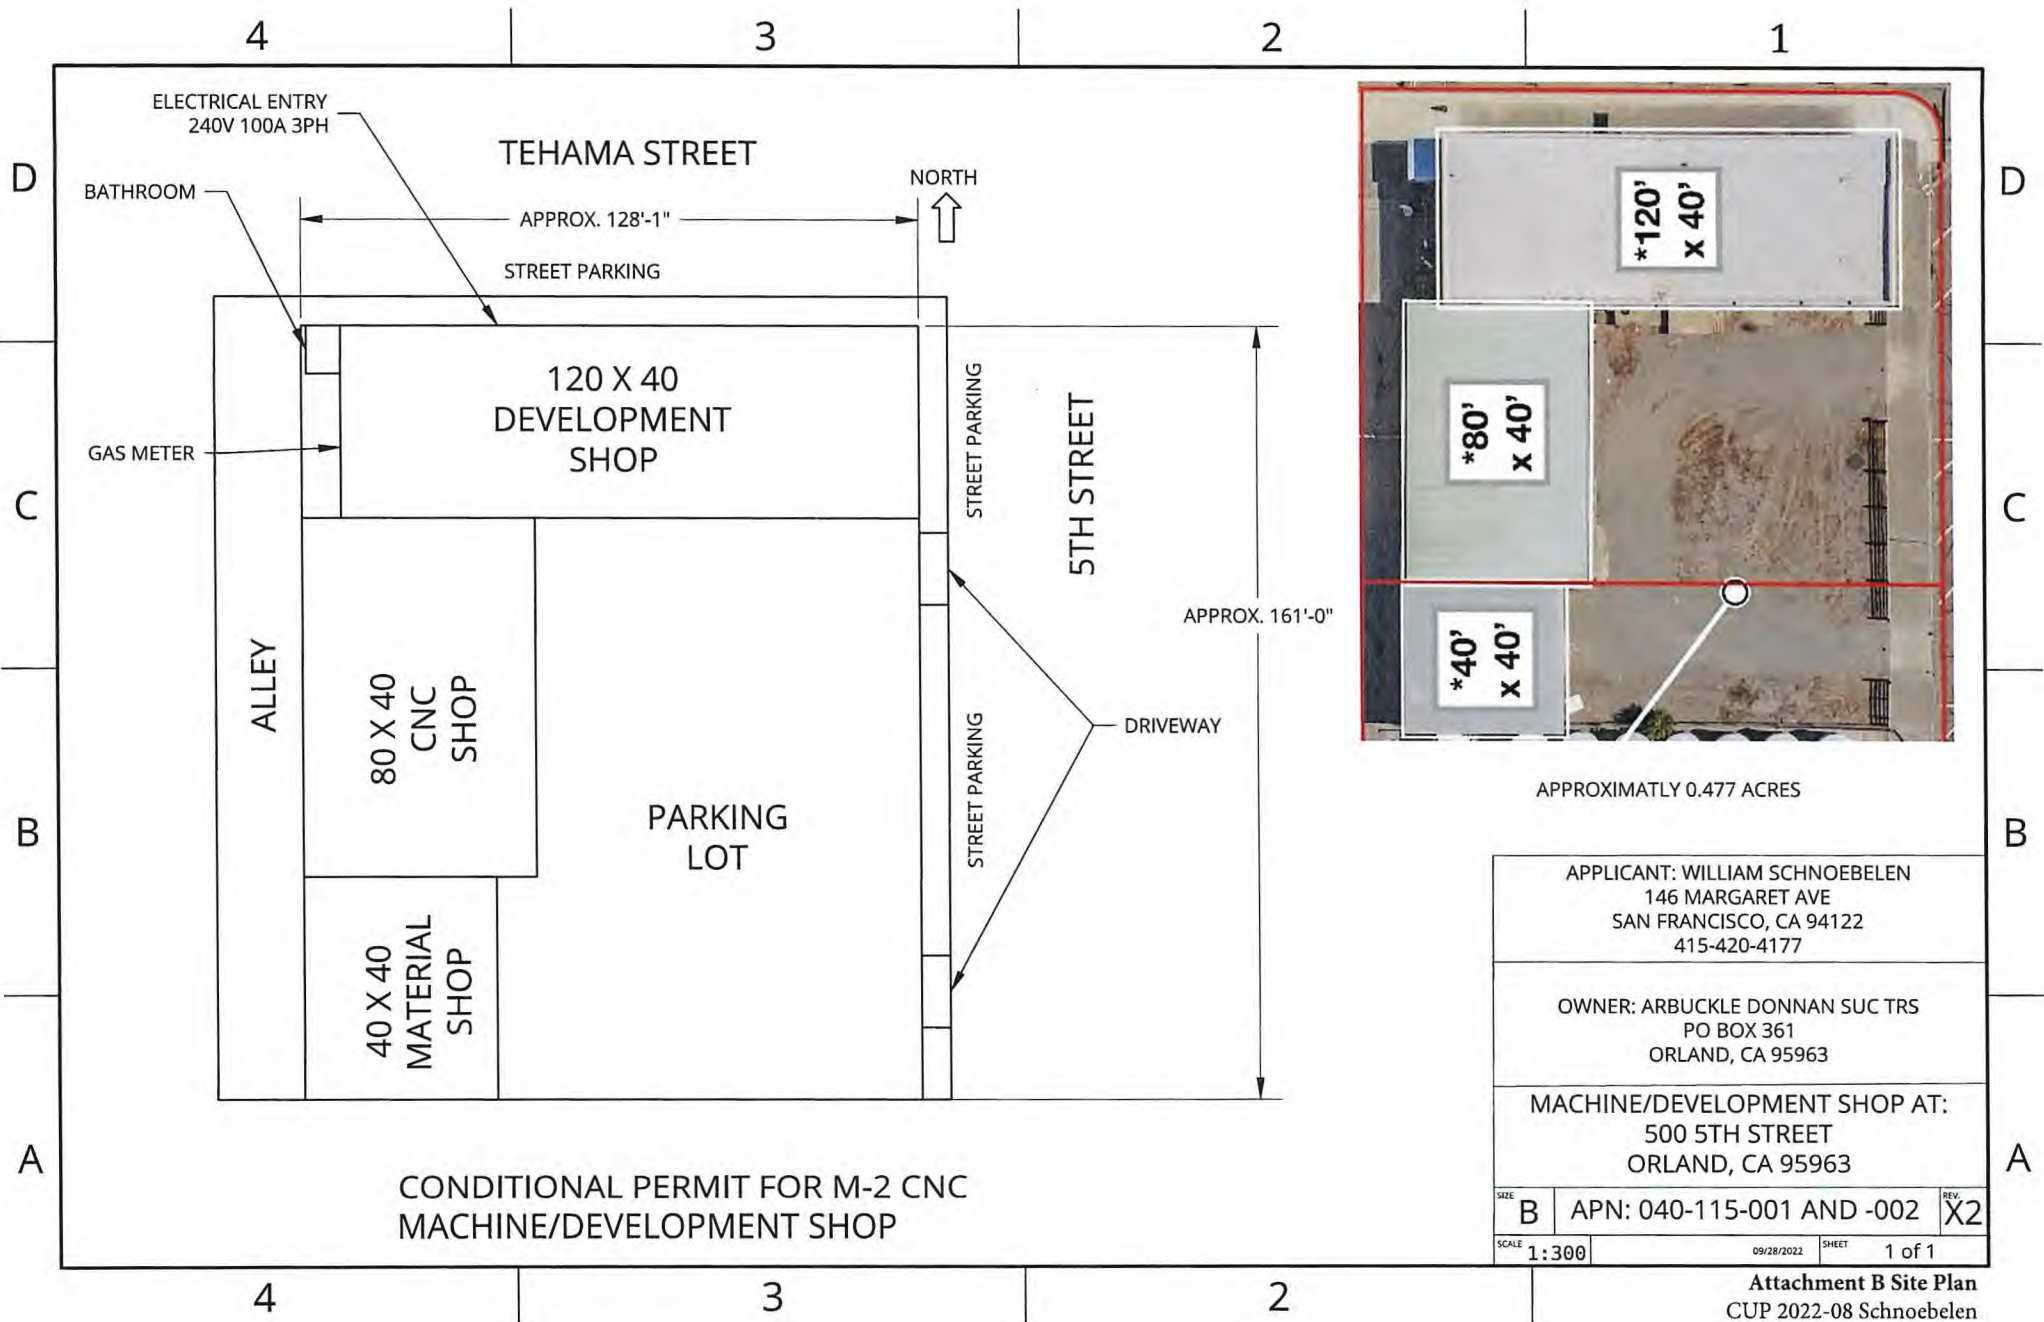 4 3 2 1
ELECTRICAL ENTRY
240V 100A 3PH
TEHAMA STREET
D
D
BATHROOM
NORTH
APPROX. 128'-1"
STREET PARKING
*120'
x 40'
120 X 40
DEVELOPMENT
SHOP
STREET PARKING
5TH STREET
GAS METER
*80'
x 40'
C
C
APPROX. 161'-0"
ALLEY
80 X 40
CNC
SHOP
*40'
x 40'
DRIVEWAY
STREET PARKING
PARKING
LOT
APPROXIMATLY 0.477 ACRES
B
B
40 X 40
MATERIAL
SHOP
APPLICANT: WILLIAM SCHNOEBELEN
146 MARGARET AVE
SAN FRANCISCO, CA 94122
415-420-4177
OWNER: ARBUCKLE DONNAN SUC TRS
PO BOX 361
ORLAND, CA 95963
MACHINE/DEVELOPMENT SHOP AT:
500 5TH STREET
ORLAND, CA 95963
A
A
CONDITIONAL PERMIT FOR M-2 CNC
MACHINE/DEVELOPMENT SHOP
SIZE B APN: 040-115-001 AND -002 REV. X2
SCALE 1:300 09/28/2022 SHEET 1 of 1
4 3 2
Attachment B Site Plan
CUP 2022-08 Schnoebelen